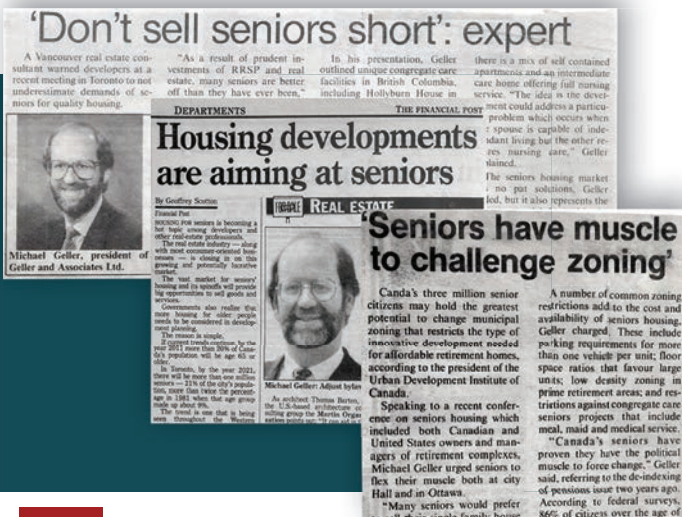 'Don't sell seniors short': expert
A Vancouver real estate con-
sultant warned developers at a
recent meeting in Toronto to not
underestimate demands of se-
niors for quality housing.
Michael Geller, president of
Geller and Associates Ltd.
"As a result of prudent in-
vestments of RRSP and real
estate, many seniors are better
off than they have ever been,"
In his presentation, Geller
outlined unique congregate care
facilities in British Columbia,
including Hollyburn House in
there is a mix of self contained
apartments and an intermediate
care home offering full nursing
service. "The idea is the devel-
ment could address a particu-
problem which occurs when
spouse is capable of inde-
ndant living but the other re-
res nursing care," Geller
lained.
The seniors housing market
no pat solutions, Geller
led, but it also represents the
DEPARTMENTS
THE FINANCIAL POST
Housing developments
are aiming at seniors
By Geoffrey Scotton
Financial Post
HOUSING FOR seniors is becoming a
hot topic among developers and
other real-estate professionals.
The real estate industry — along
with most consumer-oriented busi-
nesses — is closing in on this
growing and potentially lucrative
market.
The vast market for seniors'
housing and its spinoffs will provide
big opportunities to sell goods and
services.
Governments also realize that
more housing for older people
needs to be considered in develop-
ment planning.
The reason is simple.
If current trends continue, by the
year 2021 more than 20% of Cana-
da's population will be age 65 or
older.
In Toronto, by the year 2021,
there will be more than one million
seniors — 21% of the city's popula-
tion, more than twice the percent-
age in 1981 when that age group
made up about 9%.
The trend is one that is being
seen throughout the Western
REAL ESTATE
Michael Geller: Adjust bylaw
As architect Thomas Barton,
the U.S.-based architecture co
sulting group the Martin Organ
'Seniors have muscle
to challenge zoning'
Canda's three million senior
citizens may hold the greatest
potential to change municipal
zoning that restricts the type of
innovative development needed
for affordable retirement homes,
according to the president of the
Urban Development Institute of
Canada.
Speaking to a recent confer-
ence on seniors housing which
included both Canadian and
United States owners and man-
agers of retirement complexes,
Michael Geller urged seniors to
flex their muscle both at city
Hall and in Ottawa.
"Many seniors would prefer
their single family house
A number of common zoning
restrictions add to the cost and
availability of seniors housing,
Geller charged. These include
parking requirements for more
than one vehicle per unit; floor
space ratios that favour large
units; low density zoning in
prime retirement areas; and res-
trictions against congregate care
seniors projects that include
meal, maid and medical service.
"Canada's seniors have
proven they have the political
muscle to force change," Geller
said, referring to the de-indexing
of pensions issue two years ago.
According to federal surveys,
86% of citizens over the age of